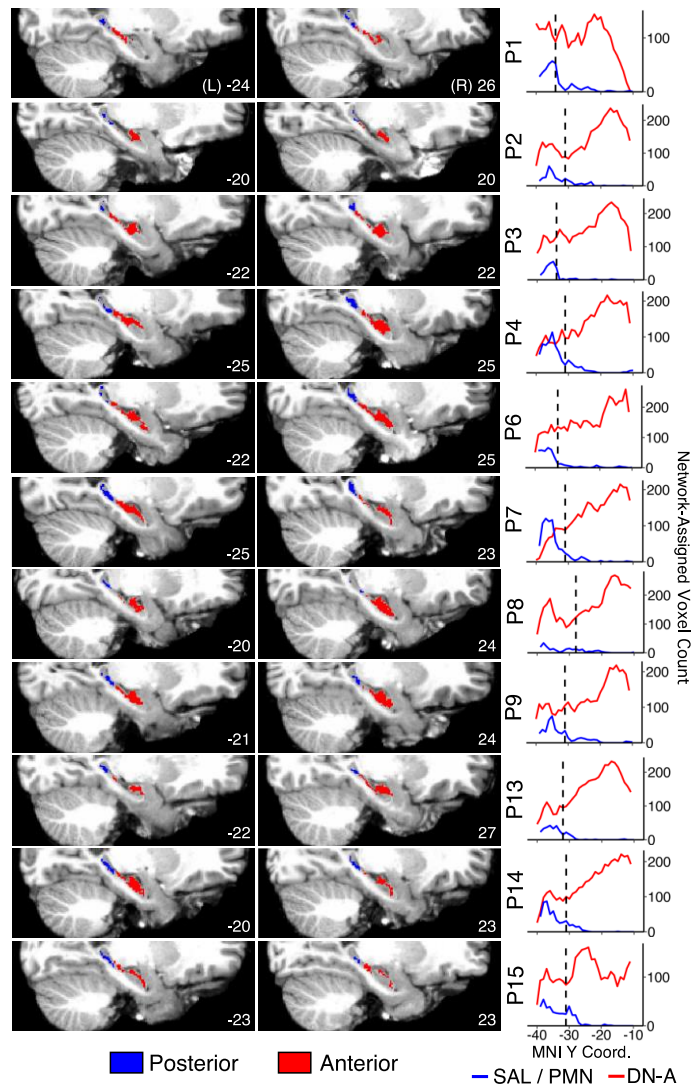 P1
100
0
(L) -24
(R) 26
P2
200
100
0
-20
20
P3
200
100
0
-22
22
P4
200
100
0
-25
25
P6
200
100
0
-22
25
P7
200
100
0
-25
23
P8
200
100
0
-20
24
P9
200
100
0
-21
24
P13
200
100
0
-22
27
P14
200
100
0
-20
23
P15
100
0
-23
23
-40 -30 -20 -10
MNI Y Coord.
Network-Assigned Voxel Count
Posterior
Anterior
SAL / PMN
DN-A